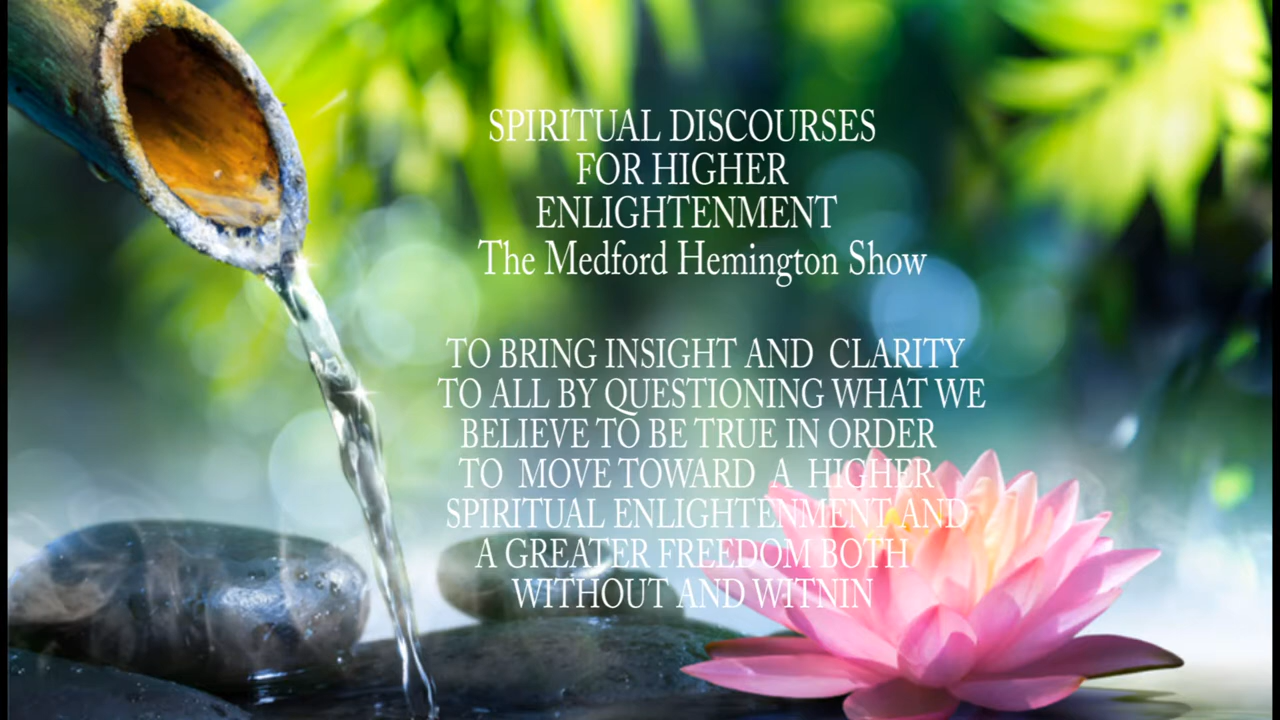 SPIRITUAL DISCOURSES
FOR HIGHER
ENLIGHTENMENT
The Medford Hemington Show
TO BRING INSIGHT AND CLARITY
TO ALL BY QUESTIONING WHAT WE
BELIEVE TO BE TRUE IN ORDER
TO MOVE TOWARD A HIGHER
SPIRITUAL ENLIGHTENMENT AND
A GREATER FREEDOM BOTH
WITHOUT AND WITNIN